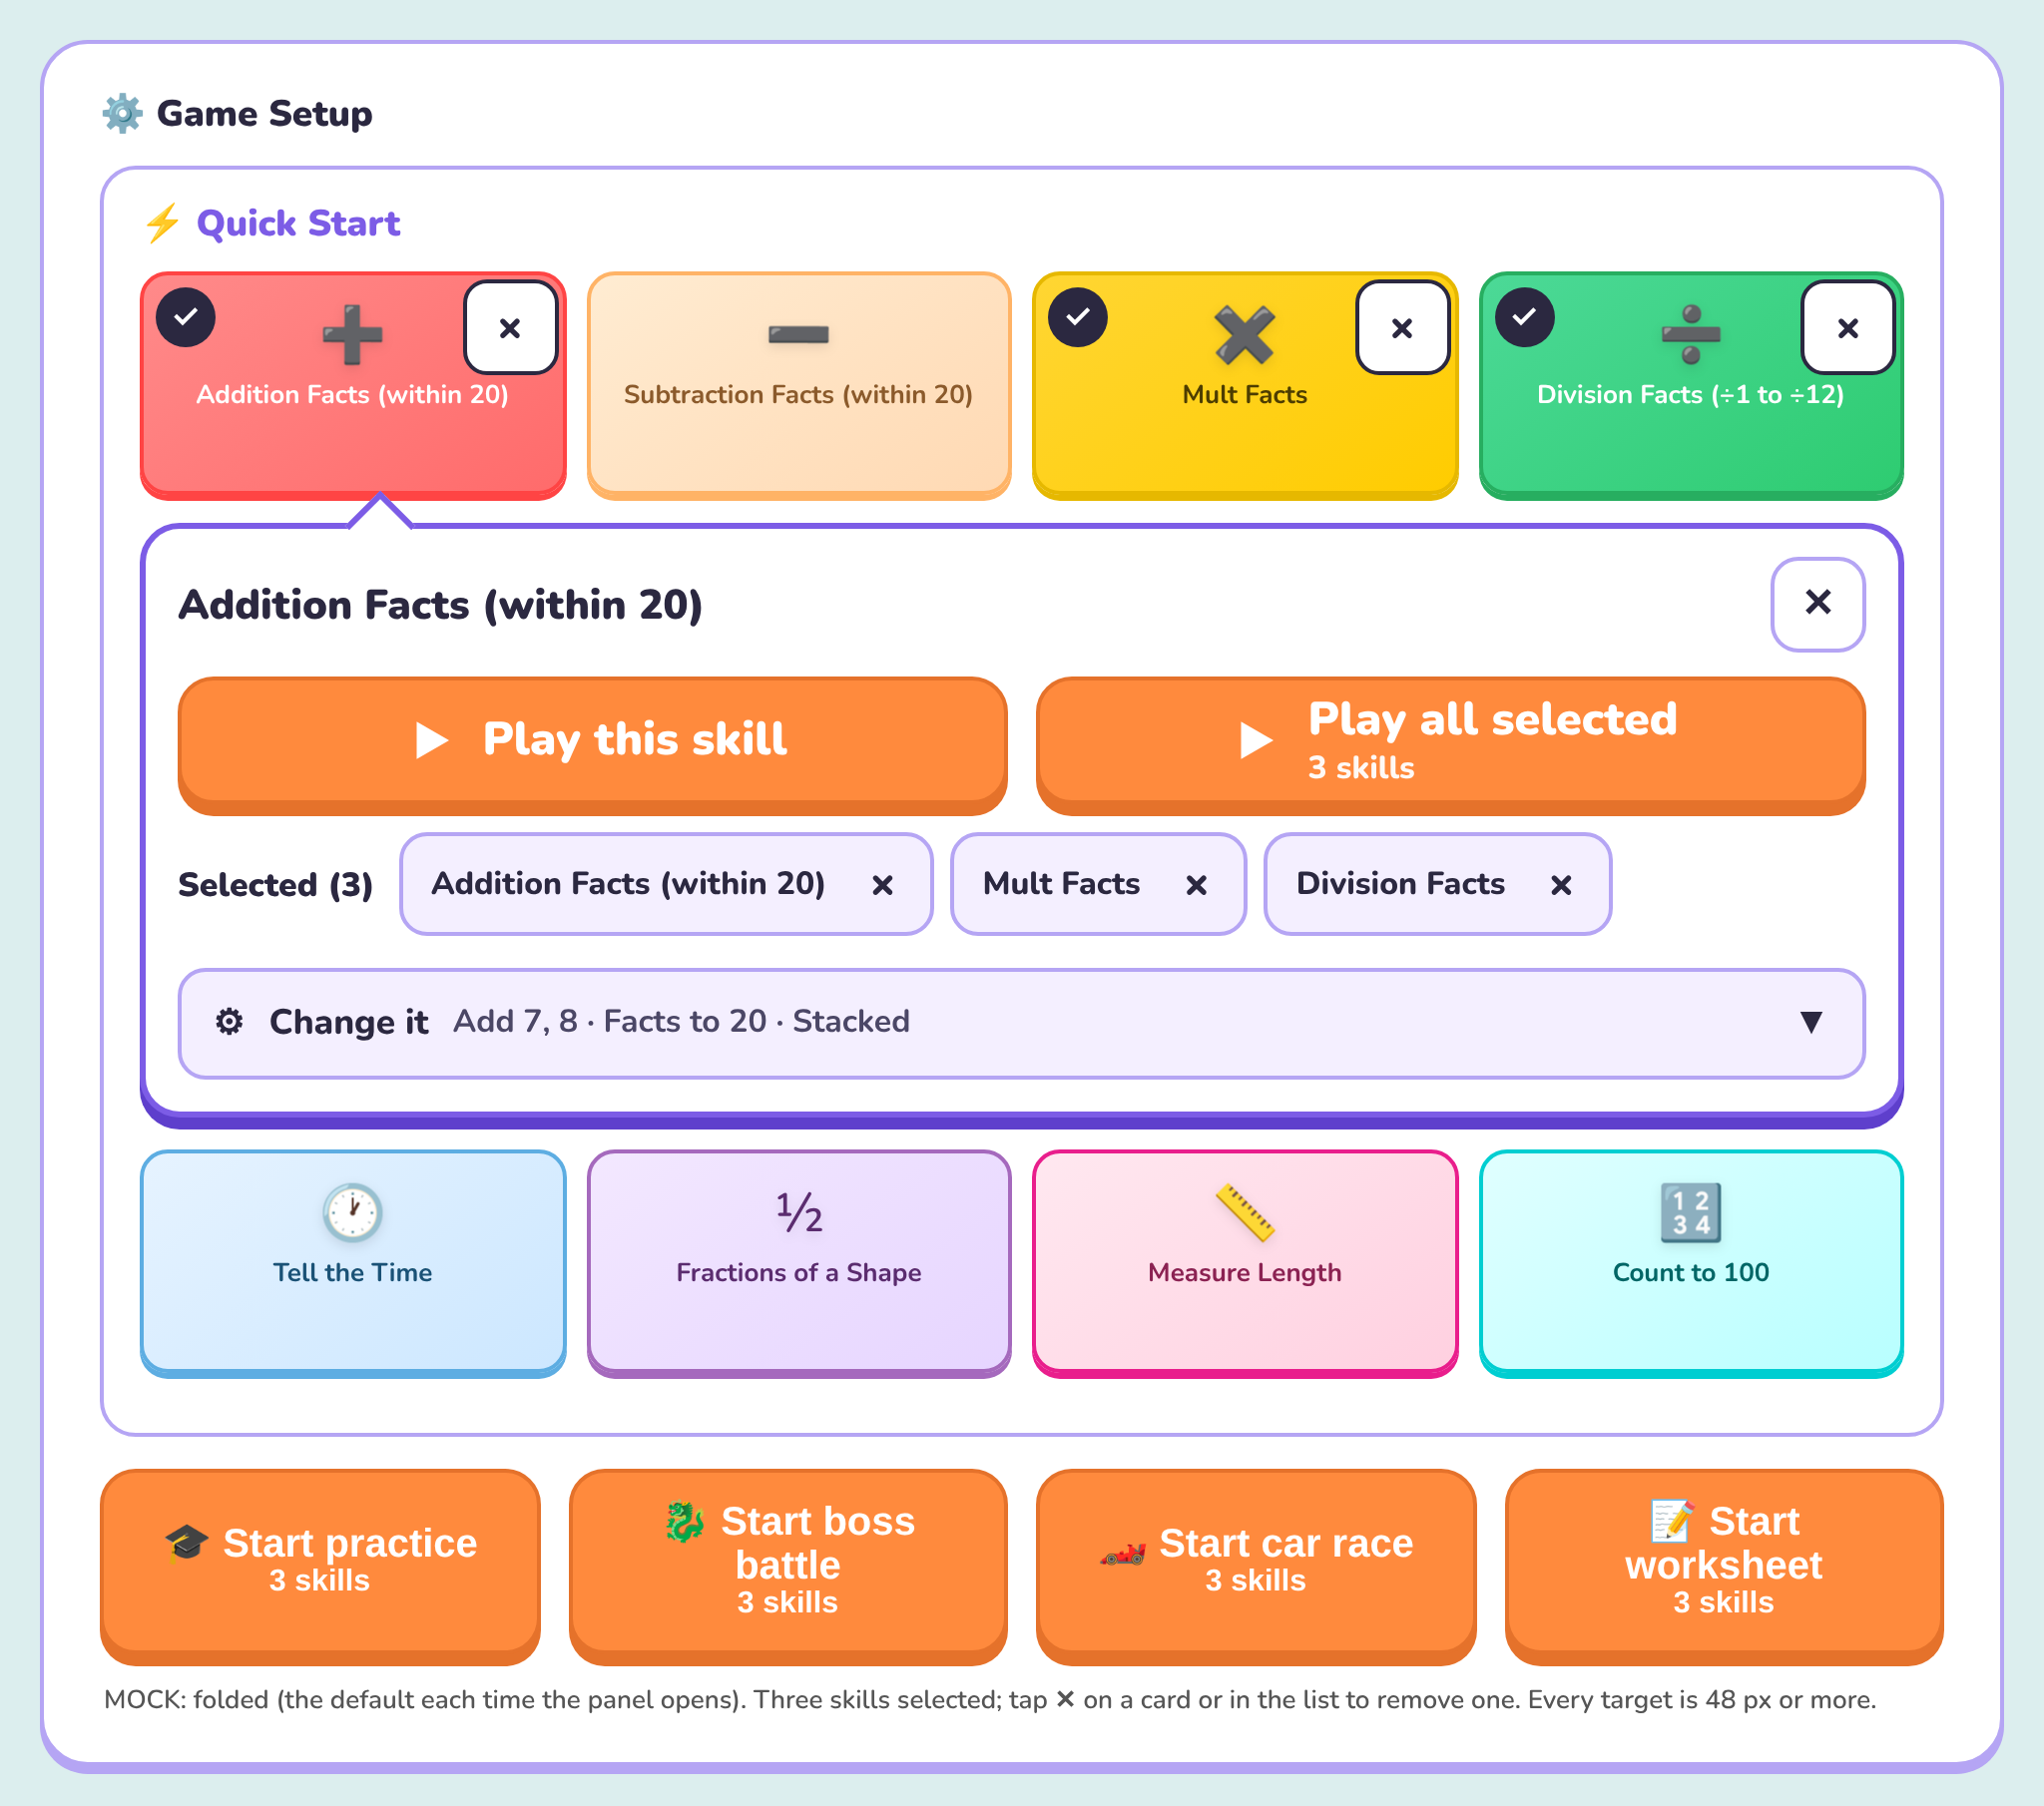 ⚙️ Game Setup
⚡ Quick Start
Addition Facts (within 20)
Subtraction Facts (within 20)
Mult Facts
Division Facts (÷1 to ÷12)
Addition Facts (within 20)
▶ Play this skill
▶ Play all selected
3 skills
Selected (3)
Addition Facts (within 20) ✕
Mult Facts ✕
Division Facts ✕
⚙ Change it Add 7, 8 · Facts to 20 · Stacked ▼
Tell the Time
½
Fractions of a Shape
Measure Length
1 2
3 4
Count to 100
🎓 Start practice
3 skills
🐉 Start boss
battle
3 skills
🏎️ Start car race
3 skills
📝 Start
worksheet
3 skills
MOCK: folded (the default each time the panel opens). Three skills selected; tap ✕ on a card or in the list to remove one. Every target is 48 px or more.